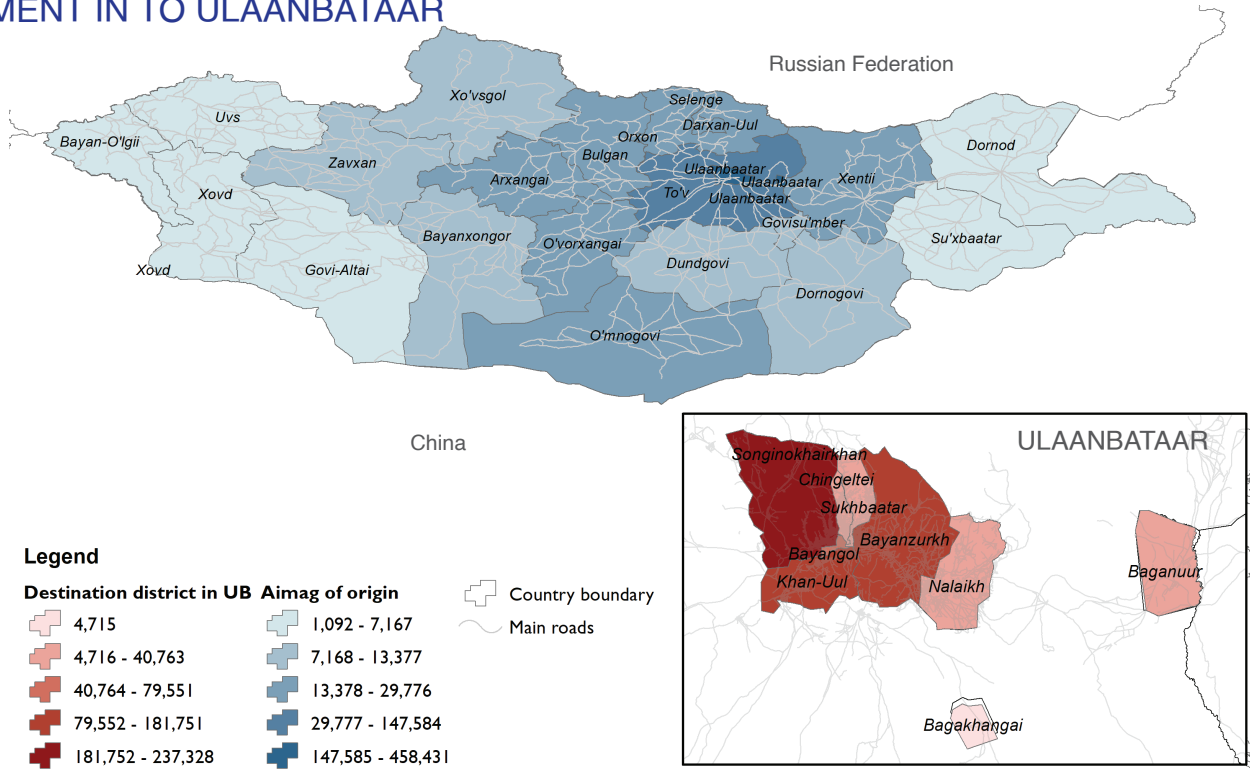 MENT IN TO ULAANBATAAR
Russian Federation
Xo'vsgol
Selenge
Uvs
Darxan-Uul
Bayan-O'lgii
Orxon
Dornod
Bulgan
Zavxan
Ulaanbaatar
Arxangai
Ulaanbaatar
Xentii
Xovd
To'v
Ulaanbaatar
Govisu'mber
Bayanxongor
O'vorxangai
Su'xbaatar
Dundgovi
Xovd
Govi-Altai
Dornogovi
O'mnogovi
China
ULAANBATAAR
Songinokhairkhan
Chingeltei
Sukhbaatar
Bayanzurkh
Bayangol
Khan-Uul
Nalaikh
Baganuur
Bagakhangai
Legend
Destination district in UB
4,715
4,716 - 40,763
40,764 - 79,551
79,552 - 181,751
181,752 - 237,328
Aimag of origin
1,092 - 7,167
7,168 - 13,377
13,378 - 29,776
29,777 - 147,584
147,585 - 458,431
Country boundary
Main roads